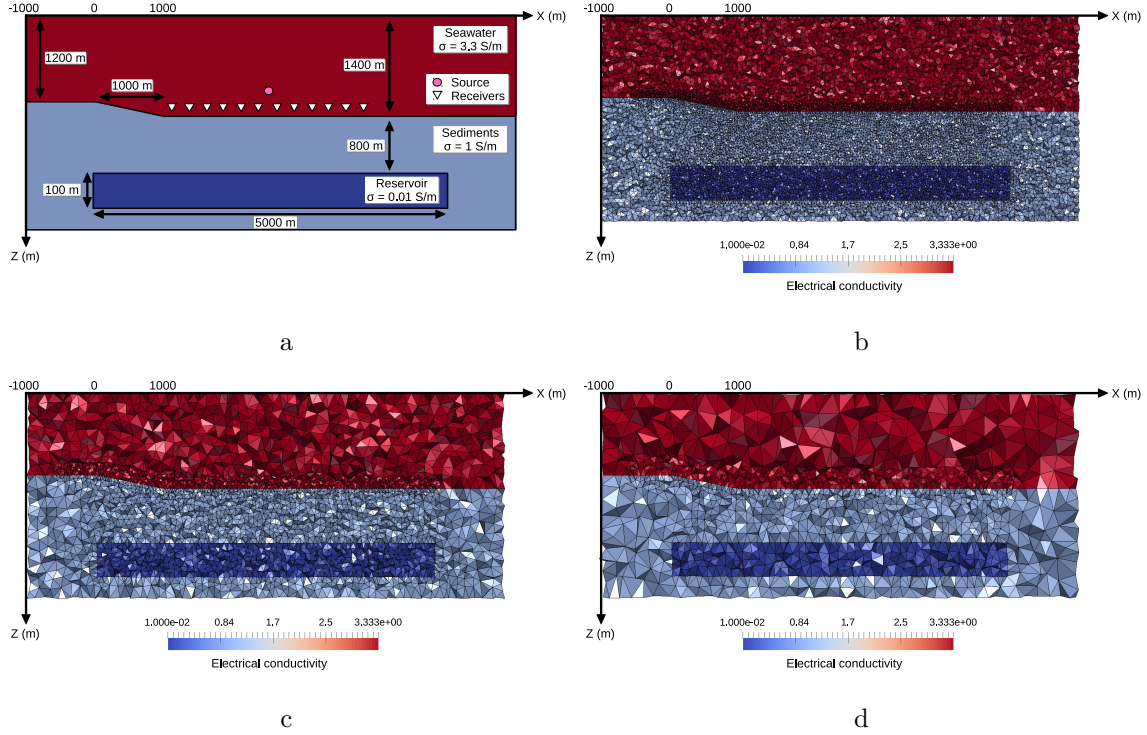 -1000 0 1000 X (m)
Seawater
σ = 3.3 S/m
1200 m
1400 m
1000 m
Source
Receivers
Sediments
σ = 1 S/m
800 m
Reservoir
σ = 0.01 S/m
100 m
5000 m
Z (m)
a
-1000 0 1000 X (m)
Z (m)
1,000e-02 0.84 1.7 2.5 3,333e+00
Electrical conductivity
b
-1000 0 1000 X (m)
Z (m)
1.000e-02 0.84 1.7 2.5 3.333e+00
Electrical conductivity
c
-1000 0 1000 X (m)
Z (m)
1.000e-02 0.84 1.7 2.5 3.333e+00
Electrical conductivity
d